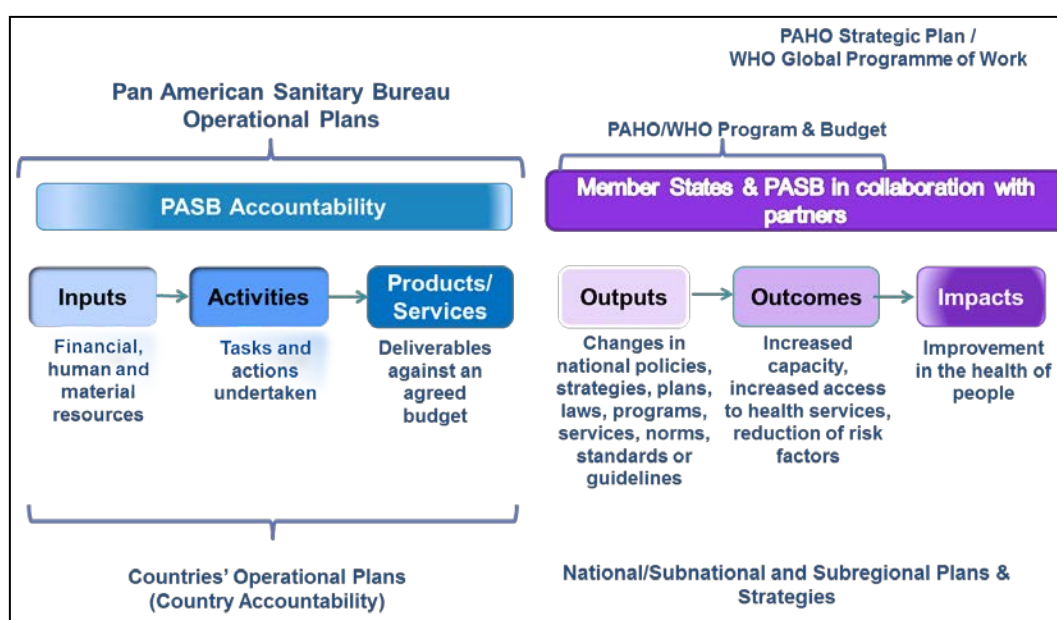 PAHO Strategic Plan /
WHO Global Programme of Work
Pan American Sanitary Bureau
Operational Plans
PAHO/WHO Program & Budget
PASB Accountability
Member States & PASB in collaboration with
partners
Inputs
Activities
Products/
Services
Outputs
Outcomes
Impacts
Financial,
human and
material
resources
Tasks and
actions
undertaken
Deliverables
against an
agreed
budget
Changes in
national policies,
strategies, plans,
laws, programs,
services, norms,
standards or
guidelines
Increased
capacity,
increased access
to health services,
reduction of risk
factors
Improvement
in the health of
people
Countries' Operational Plans
(Country Accountability)
National/Subnational and Subregional Plans &
Strategies